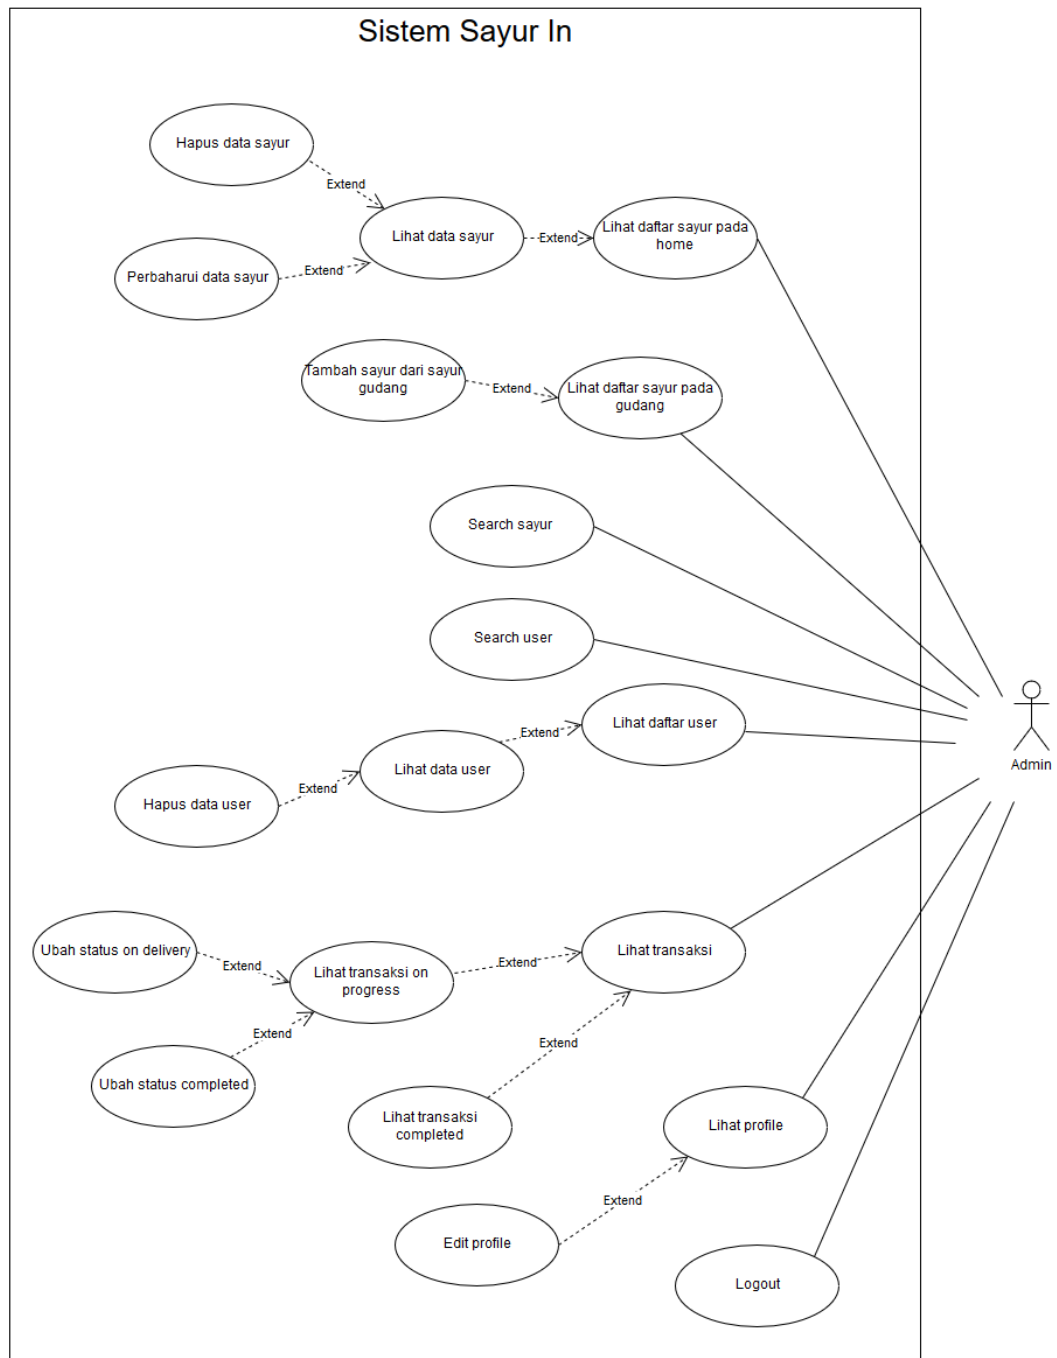 Sistem Sayur In
Hapus data sayur
Extend
Lihat data sayur
Extend
Lihat daftar sayur pada
home
Perbaharui data sayur
Extend
Tambah sayur dari sayur
gudang
Extend
Lihat daftar sayur pada
gudang
Search sayur
Search user
Lihat daftar user
Extend
Lihat data user
Extend
Hapus data user
Admin
Ubah status on delivery
Extend
Lihat transaksi on
progress
Extend
Lihat transaksi
Extend
Ubah status completed
Extend
Lihat transaksi
completed
Lihat profile
Extend
Edit profile
Logout